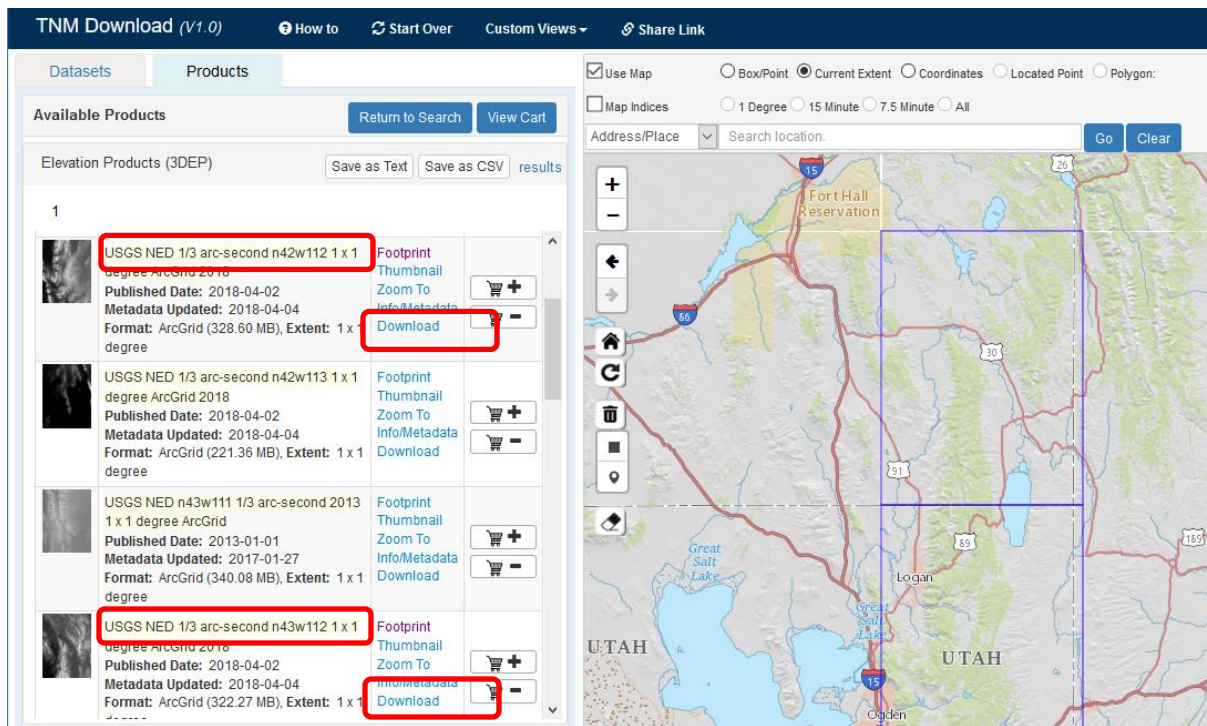 TNM Download (V1.0) How to Start Over Custom Views Share Link
Datasets Products
Available Products Return to Search View Cart
Elevation Products (3DEP) Save as Text Save as CSV results
1
USGS NED 1/3 arc-second n42w112 1 x 1
degree ArcGrid 2018
Published Date: 2018-04-02
Metadata Updated: 2018-04-04
Format: ArcGrid (328.60 MB), Extent: 1 x 1
degree
Footprint
Thumbnail
Zoom To
Info/Metadata
Download
USGS NED 1/3 arc-second n42w113 1 x 1
degree ArcGrid 2018
Published Date: 2018-04-02
Metadata Updated: 2018-04-04
Format: ArcGrid (221.36 MB), Extent: 1 x 1
degree
Footprint
Thumbnail
Zoom To
Info/Metadata
Download
USGS NED n43w111 1/3 arc-second 2013
1 x 1 degree ArcGrid
Published Date: 2013-01-01
Metadata Updated: 2017-01-27
Format: ArcGrid (340.08 MB), Extent: 1 x 1
degree
Footprint
Thumbnail
Zoom To
Info/Metadata
Download
USGS NED 1/3 arc-second n43w112 1 x 1
degree ArcGrid 2018
Published Date: 2018-04-02
Metadata Updated: 2018-04-04
Format: ArcGrid (322.27 MB), Extent: 1 x 1
Footprint
Thumbnail
Zoom To
Info/Metadata
Download
Use Map Box/Point Current Extent Coordinates Located Point Polygon:
Map Indices 1 Degree 15 Minute 7.5 Minute All
Address/Place Search location. Go Clear
26
15
Fort Hall
Reservation
86
30
91
89
189
Great
Salt
Lake
Logan
Great
Salt
Lake
UTAH
UTAH
15
Ogden